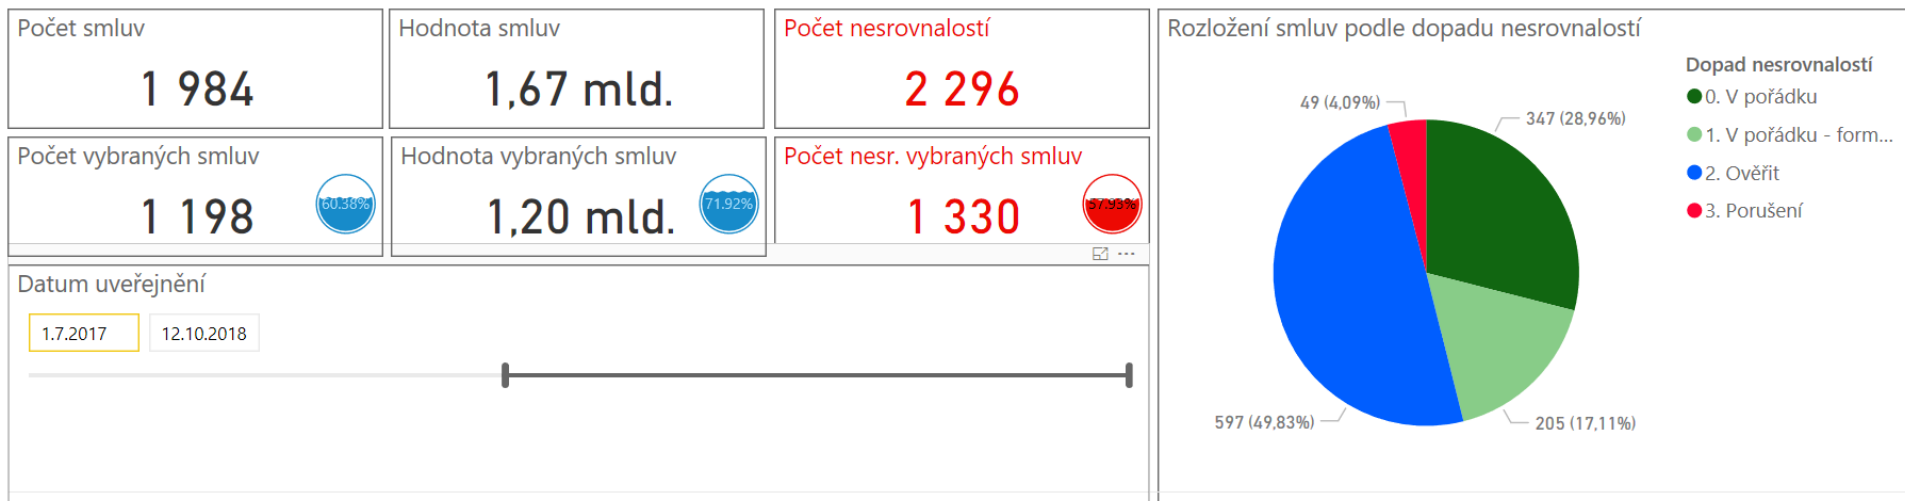 Počet smluv
1 984
Hodnota smluv
1,67 mld.
Počet nesrovnalostí
2 296
Počet vybraných smluv
1 198
60.38%
Hodnota vybraných smluv
1,20 mld.
71.92%
Počet nesr. vybraných smluv
1 330
57.93%
Datum uveřejnění
1.7.2017
12.10.2018
Rozložení smluv podle dopadu nesrovnalostí
49 (4,09%)
347 (28,96%)
597 (49,83%)
205 (17,11%)
Dopad nesrovnalostí
0. V pořádku
1. V pořádku - form...
2. Ověřit
3. Porušení